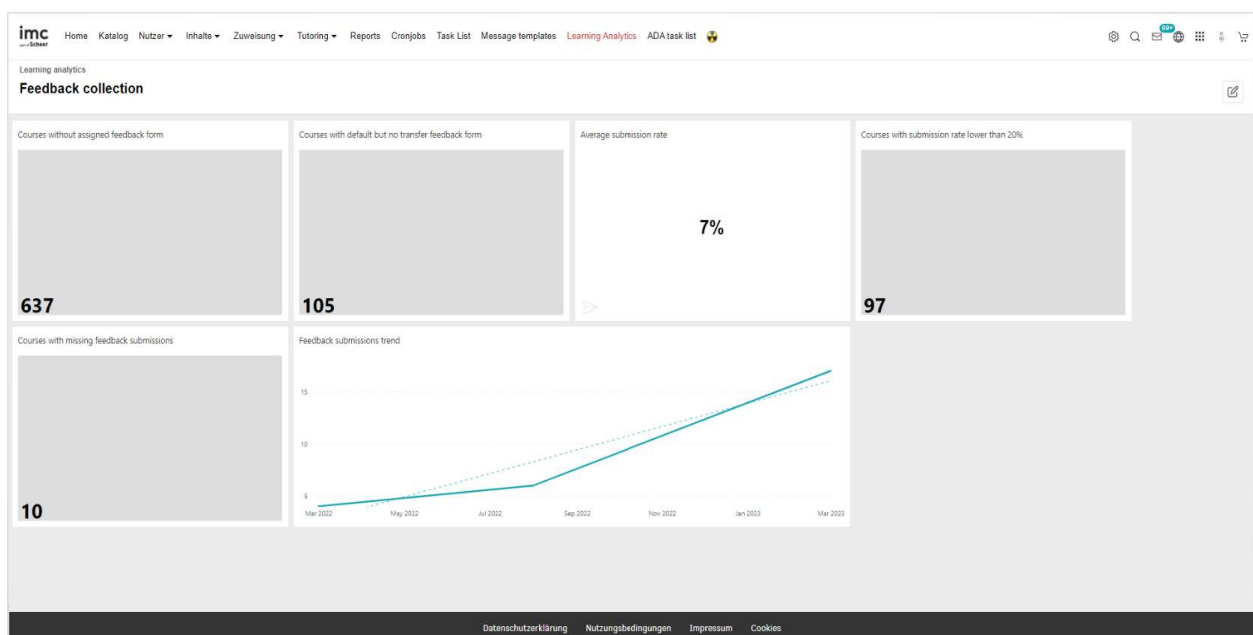 imc
Scheer
Home Katalog Nutzer Inhalte Zuweisung Tutoring Reports Cronjobs Task List Message templates Learning Analytics ADA task list
99+
Learning analytics
Feedback collection
Courses without assigned feedback form
637
Courses with default but no transfer feedback form
105
Average submission rate
7%
Courses with submission rate lower than 20%
97
Courses with missing feedback submissions
10
Feedback submissions trend
15
10
5
Mar 2022 May 2022 Jul 2022 Sep 2022 Nov 2022 Jan 2023 Mar 2023
Datenschutzerklärung Nutzungsbedingungen Impressum Cookies